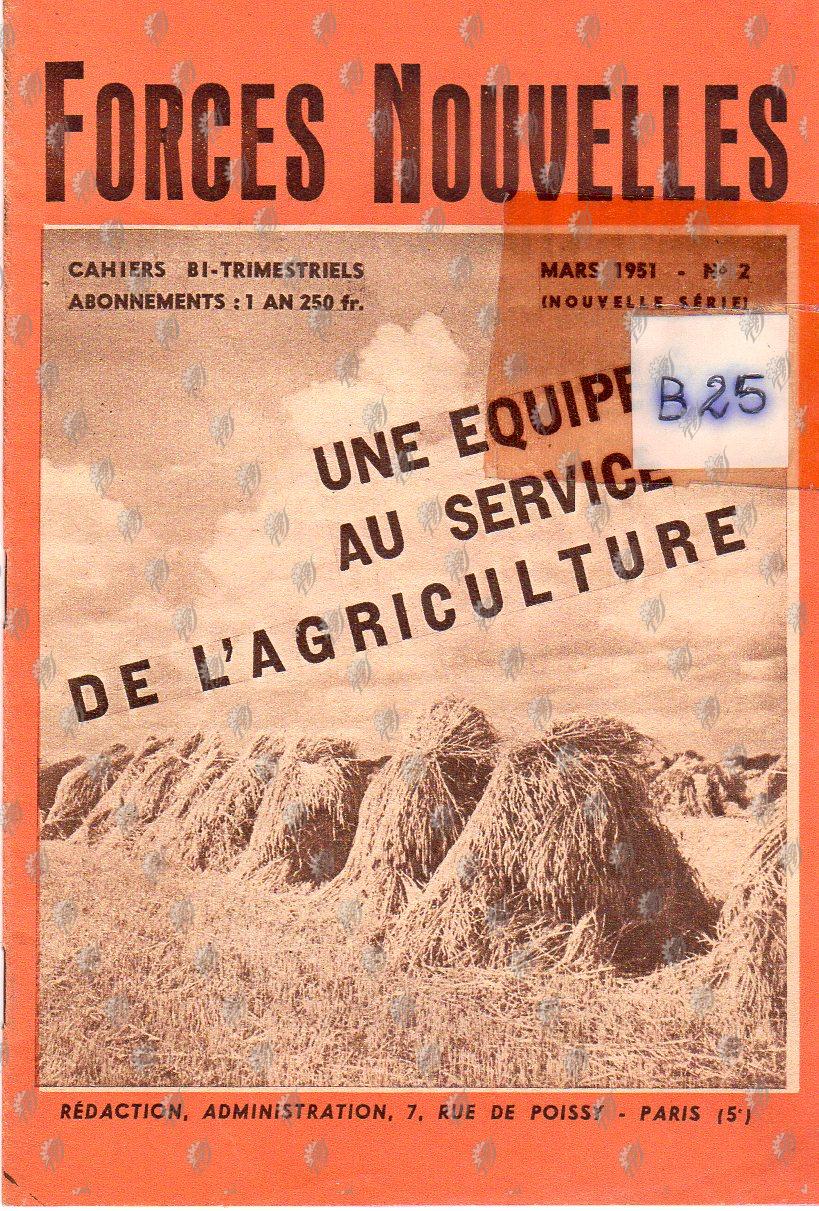 FORCES NOUVELLES
CAHIERS BI-TRIMESTRIELS
ABONNEMENTS : 1 AN 250 fr.
MARS 1951 - N° 2
(NOUVELLE SÉRIE)
B25
UNE EQUIPE
AU SERVICE
DE L'AGRICULTURE
RÉDACTION, ADMINISTRATION, 7, RUE DE POISSY - PARIS (5e)